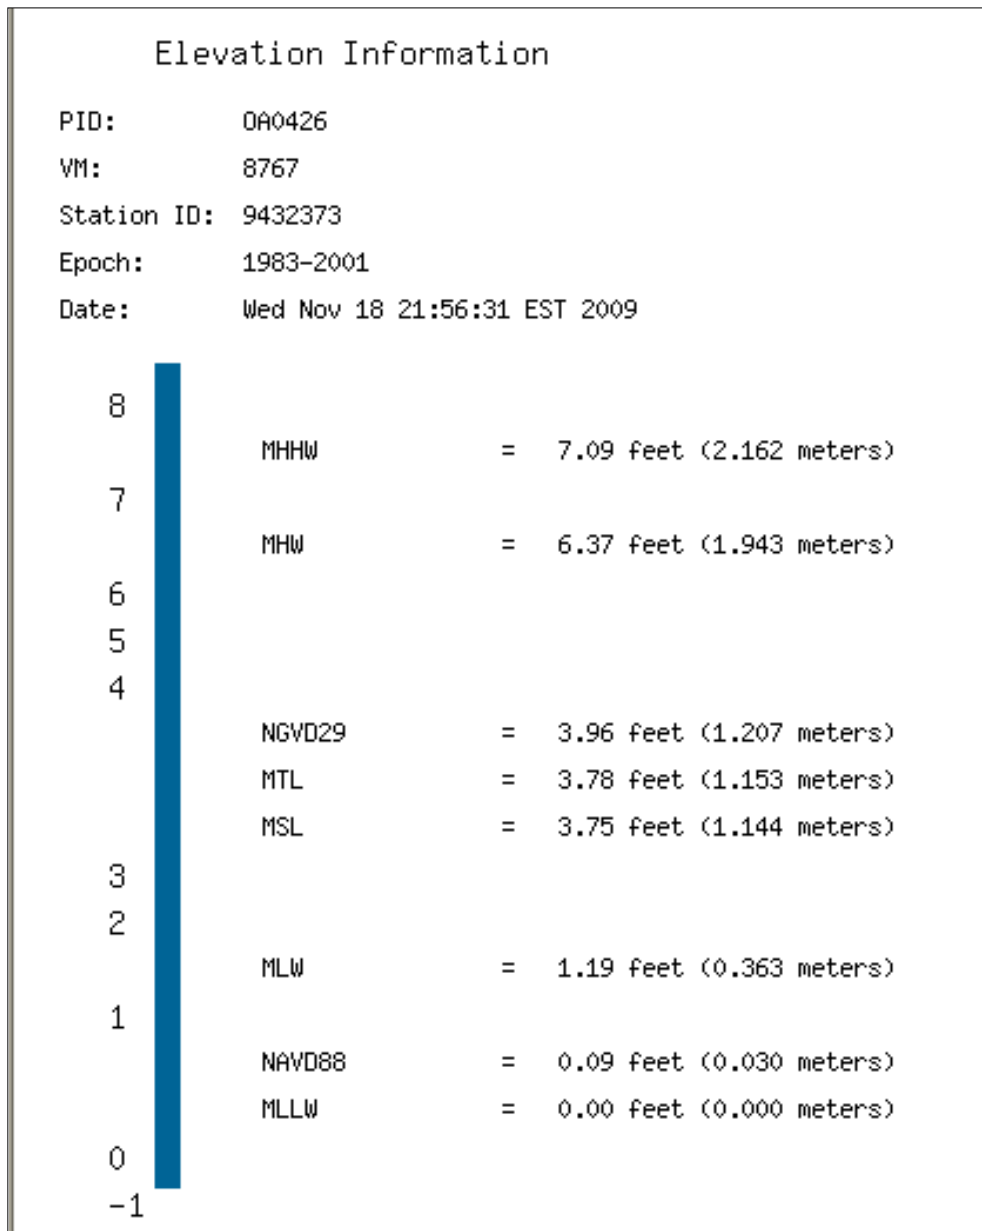 Elevation Information
PID: OA0426
VM: 8767
Station ID: 9432373
Epoch: 1983-2001
Date: Wed Nov 18 21:56:31 EST 2009
8
MHHW = 7.09 feet (2.162 meters)
7
MHW = 6.37 feet (1.943 meters)
6
5
4
NGVD29 = 3.96 feet (1.207 meters)
MTL = 3.78 feet (1.153 meters)
MSL = 3.75 feet (1.144 meters)
3
2
MLW = 1.19 feet (0.363 meters)
1
NAVD88 = 0.09 feet (0.030 meters)
MLLW = 0.00 feet (0.000 meters)
0
-1